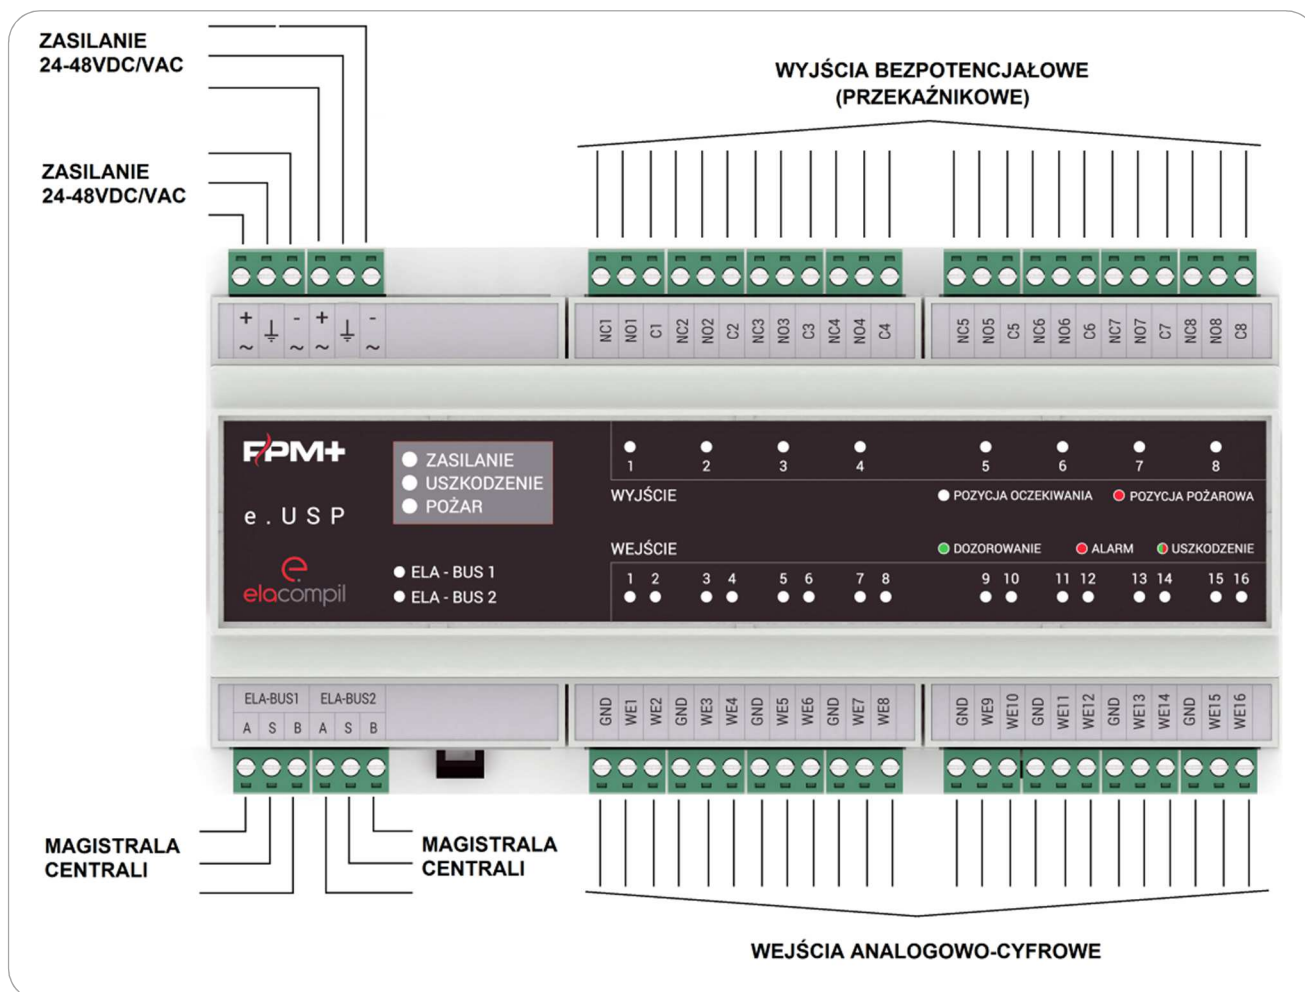 ZASILANIE
24-48VDC/VAC
WYJŚCIA BEZPOTENCJAŁOWE
(PRZEKAŹNIKOWE)
ZASILANIE
24-48VDC/VAC
+ ⏚ - + ⏚ -
~ ~ ~ ~
NC1 NO1 C1 NC2 NO2 C2 NC3 NO3 C3 NC4 NO4 C4
NC5 NO5 C5 NC6 NO6 C6 NC7 NO7 C7 NC8 NO8 C8
FPM+
e.USP
elacompil
ZASILANIE
USZKODZENIE
POŻAR
ELA - BUS 1
ELA - BUS 2
1 2 3 4 5 6 7 8
WYJŚCIE
POZYCJA OCZEKIWANIA POZYCJA POŻAROWA
WEJŚCIE
DOZOROWANIE ALARM USZKODZENIE
1 2 3 4 5 6 7 8 9 10 11 12 13 14 15 16
ELA-BUS1 ELA-BUS2
A S B A S B
GND WE1 WE2 GND WE3 WE4 GND WE5 WE6 GND WE7 WE8
GND WE9 WE10 GND WE11 WE12 GND WE13 WE14 GND WE15 WE16
MAGISTRALA
CENTRALI
MAGISTRALA
CENTRALI
WEJŚCIA ANALOGOWO-CYFROWE